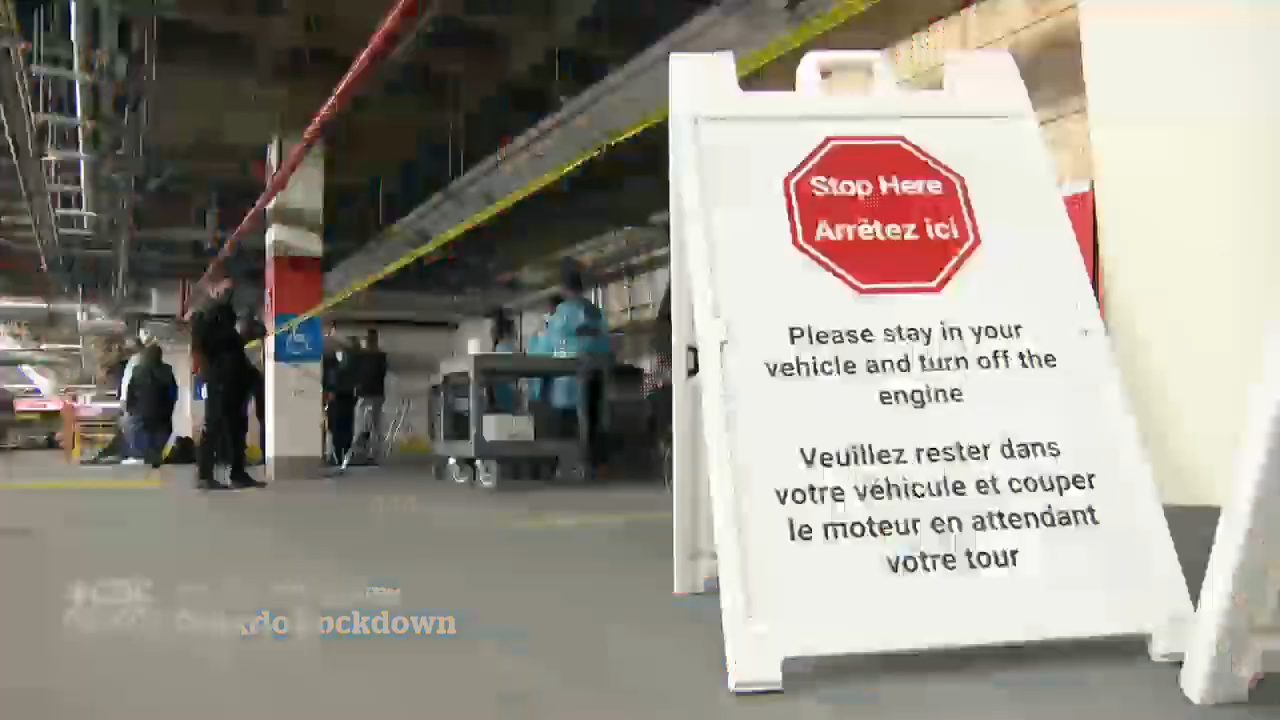 Stop Here
Arrêtez ici
Please stay in your
vehicle and turn off the
engine
Veuillez rester dans
votre véhicule et couper
le moteur en attendant
votre tour